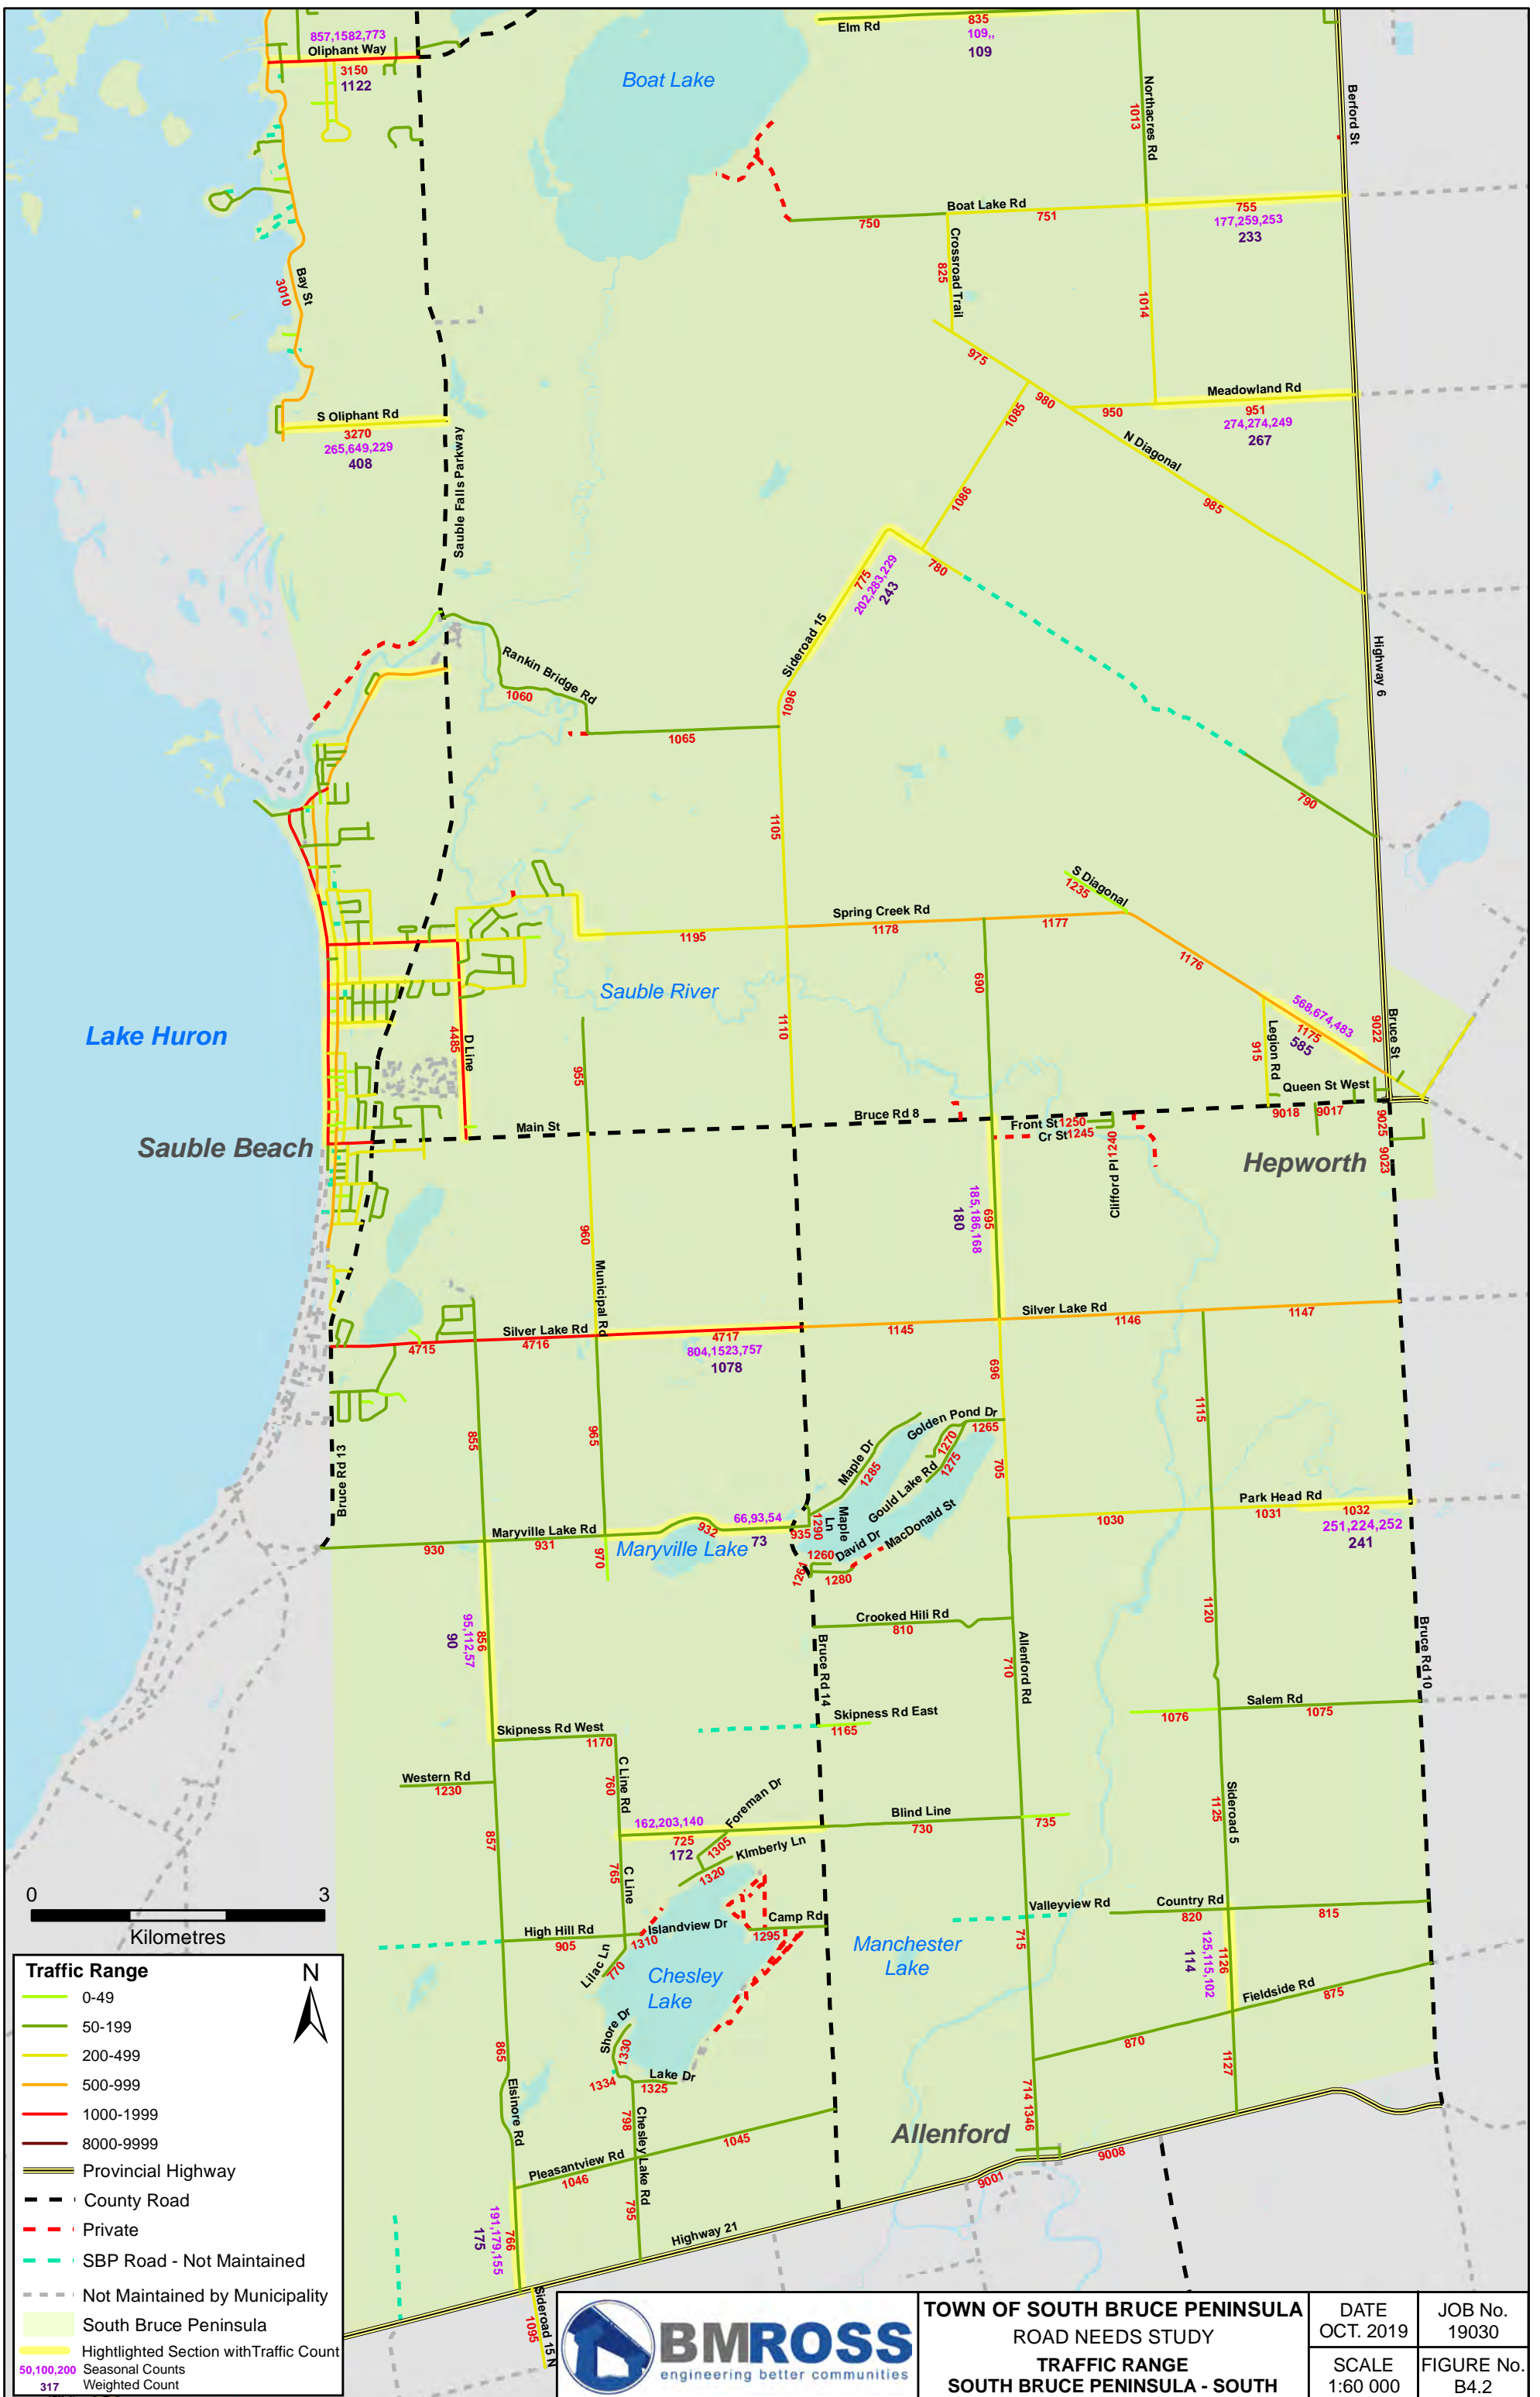 857,1582,773
Oliphant Way
3150
1122
Boat Lake
Elm Rd
835
109,,
109
Northacres Rd
1013
Berford St
Boat Lake Rd
750
751
755
177,259,253
233
Crossroad Trail
825
1014
Bay St
3010
975
980
950
Meadowland Rd
951
274,274,249
267
S Oliphant Rd
3270
265,649,229
408
Sauble Falls Parkway
1085
N Diagonal
985
1086
780
775
202,283,229
243
Sideroad 15
Highway 6
Rankin Bridge Rd
1060
1096
1065
790
1105
S Diagonal
1235
Spring Creek Rd
1195
1178
1177
1176
Sauble River
690
568,674,483
1175
585
Lake Huron
4485
D Line
955
1110
Legion Rd
915
9022
Bruce St
Queen St West
9018
9017
9025
9023
Bruce Rd 8
Main St
Front St 1250
Cr St 1245
Clifford Pl 1240
Sauble Beach
Hepworth
185,186,168
695
180
960
Municipal Rd
Silver Lake Rd
4715
4716
4717
804,1523,757
1078
1145
Silver Lake Rd
1146
1147
696
855
965
1115
Bruce Rd 13
Golden Pond Dr
1265
Maple Dr
1285
1270
1275
Gould Lake Rd
705
MacDonald St
Park Head Rd
1030
1031
1032
251,224,252
241
Maryville Lake Rd
930
931
932
66,93,54
73
935
1290
Maple Ln
David Dr
1260
1261
1280
970
Maryville Lake
1120
Crooked Hill Rd
810
95,112,57
856
90
Bruce Rd 14
Allenford Rd
710
Bruce Rd 10
Skipness Rd West
1170
Skipness Rd East
1165
Salem Rd
1076
1075
Western Rd
1230
C Line Rd
760
Foreman Dr
162,203,140
725
172
1305
Blind Line
730
735
Sideroad 5
1125
857
KImberly Ln
1320
C Line
765
0
3
Kilometres
High Hill Rd
905
1310
Islandview Dr
Camp Rd
1295
Valleyview Rd
Country Rd
820
815
Lilac Ln
770
Manchester
Lake
Chesley
Lake
715
125,115,102
1126
114
Fieldside Rd
875
870
Shore Dr
1330
865
1334
Lake Dr
1325
1127
714
1346
Elsinore Rd
798
Chesley Lake Rd
1045
Pleasantview Rd
1046
Allenford
9008
9001
795
Highway 21
191,179,155
766
175
Sideroad 15 N
1095
Traffic Range
N
0-49
50-199
200-499
500-999
1000-1999
8000-9999
Provincial Highway
County Road
Private
SBP Road - Not Maintained
Not Maintained by Municipality
South Bruce Peninsula
Hightlighted Section withTraffic Count
50,100,200 Seasonal Counts
317 Weighted Count
BMROSS
engineering better communities
TOWN OF SOUTH BRUCE PENINSULA
ROAD NEEDS STUDY
TRAFFIC RANGE
SOUTH BRUCE PENINSULA - SOUTH
DATE
OCT. 2019
JOB No.
19030
SCALE
1:60 000
FIGURE No.
B4.2